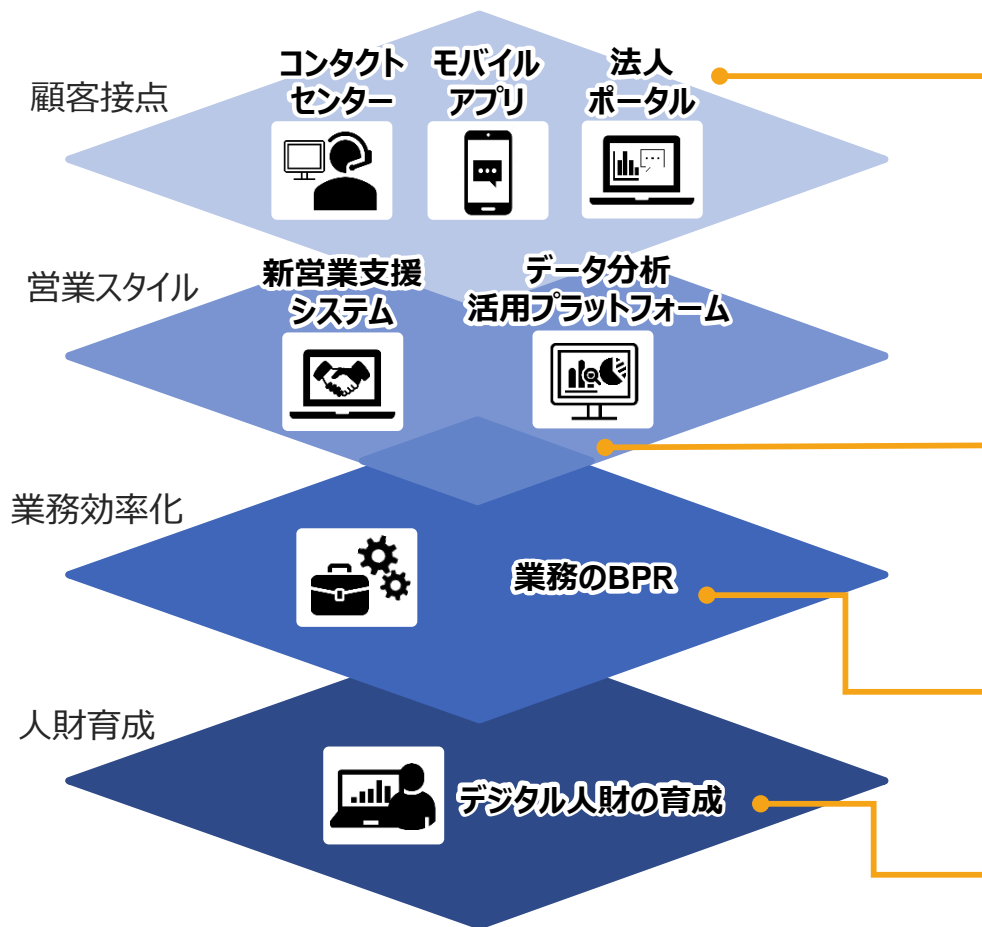 顧客接点
コンタクト
センター
モバイル
アプリ
法人
ポータル
営業スタイル
新営業支援
システム
データ分析
活用プラットフォーム
業務効率化
業務のBPR
人財育成
デジタル人財の育成